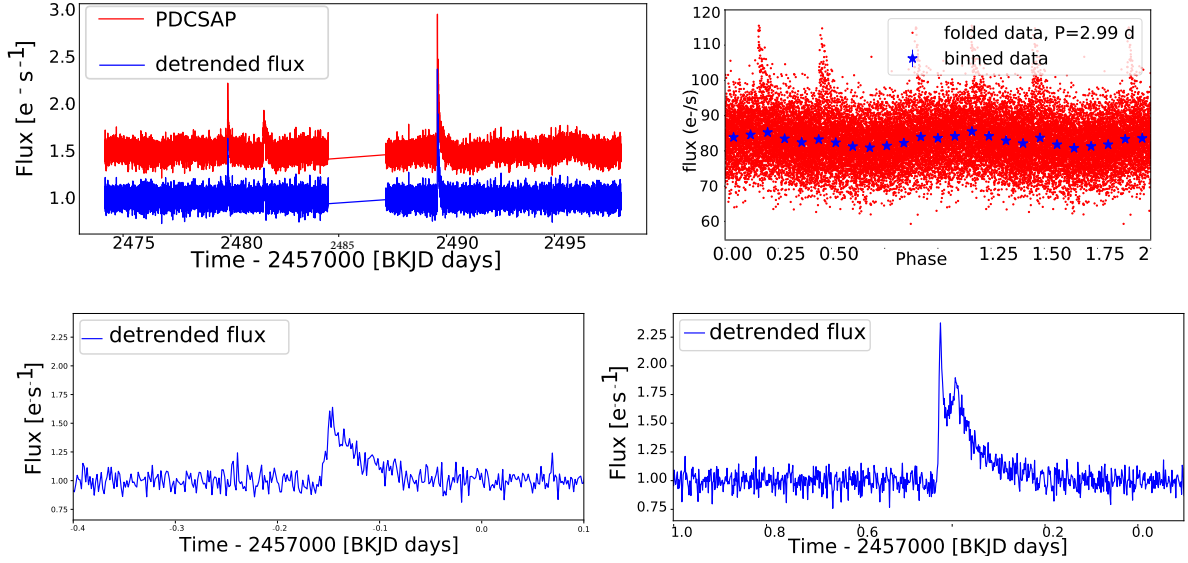 3.0
2.5
2.0
1.5
1.0
Flux [e - s-1]
PDCSAP
detrended flux
2475 2480 2485 2490 2495
Time - 2457000 [BKJD days]
120
110
100
90
80
70
60
flux (e-/s)
folded data, P=2.99 d
binned data
0.00 0.25 0.50 1.25 1.50 1.75 2
Phase
2.25
2.00
1.75
1.50
1.25
1.00
0.75
Flux [e-s-1]
detrended flux
-0.4 -0.3 -0.2 -0.1 0.0 0.1
Time - 2457000 [BKJD days]
2.25
2.00
1.75
1.50
1.25
1.00
0.75
Flux [e-s-1]
detrended flux
1.0 0.8 0.6 0.2 0.0
Time - 2457000 [BKJD days]